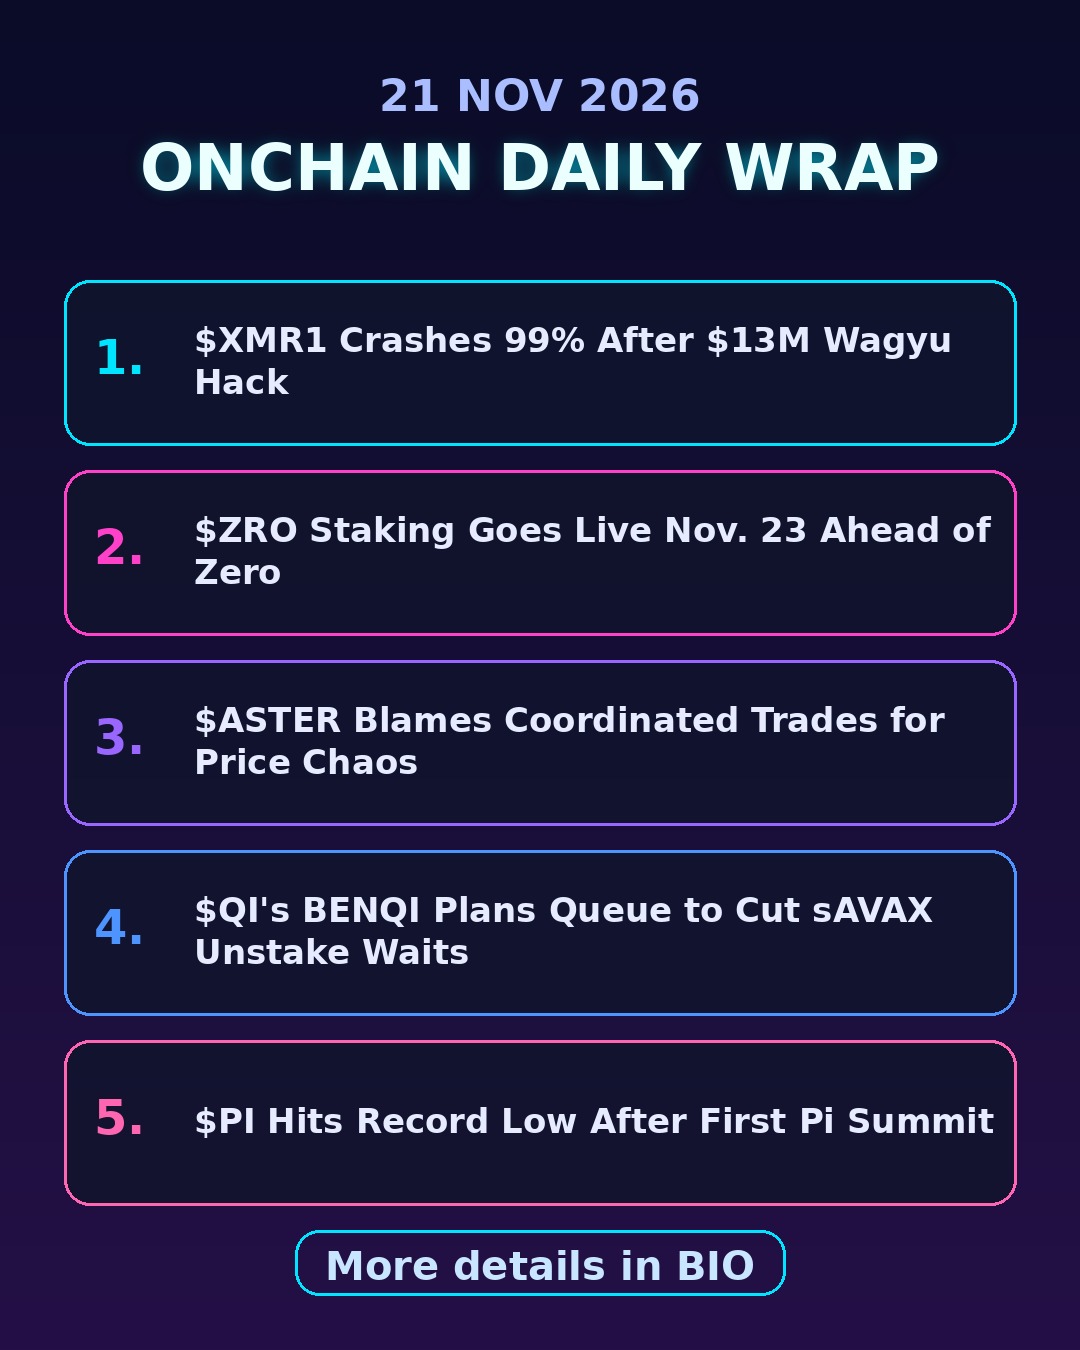 21 NOV 2026
ONCHAIN DAILY WRAP
1.
$XMR1 Crashes 99% After $13M Wagyu
Hack
2.
$ZRO Staking Goes Live Nov. 23 Ahead of
Zero
3.
$ASTER Blames Coordinated Trades for
Price Chaos
4.
$QI's BENQI Plans Queue to Cut sAVAX
Unstake Waits
5.
$PI Hits Record Low After First Pi Summit
More details in BIO